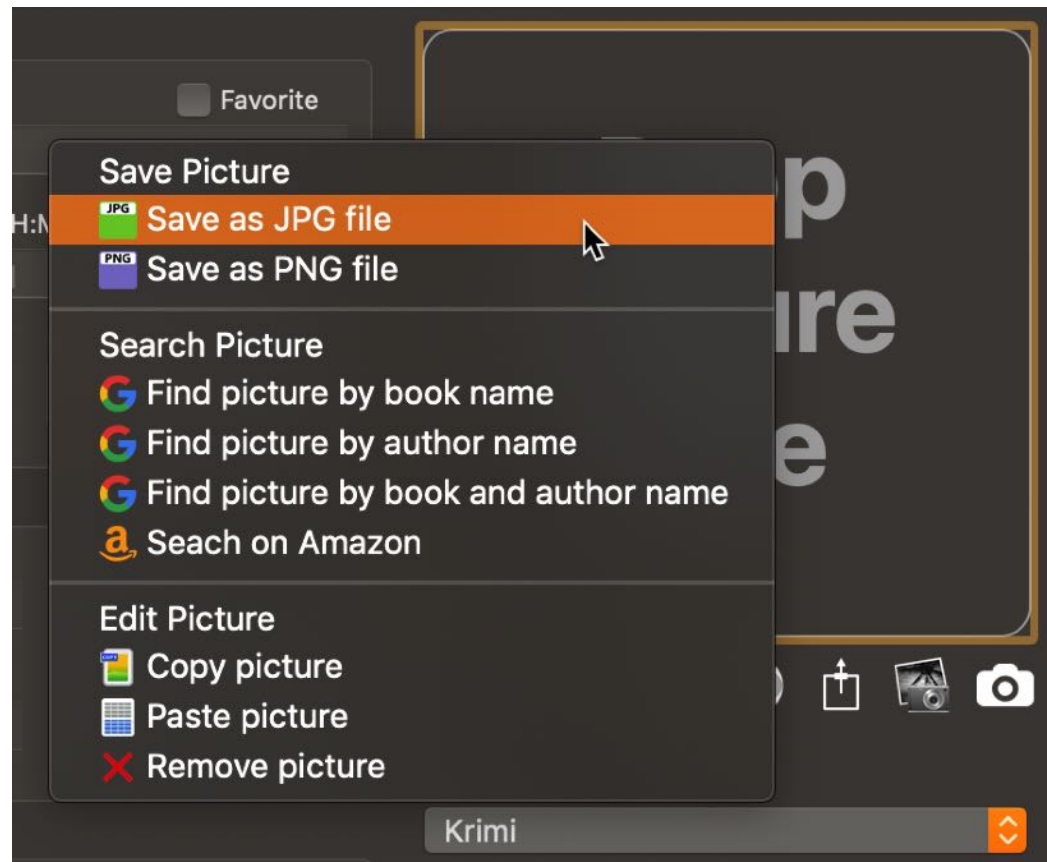 Favorite
Save Picture
JPG Save as JPG file
PNG Save as PNG file
Search Picture
Find picture by book name
Find picture by author name
Find picture by book and author name
Seach on Amazon
Edit Picture
COPY Copy picture
Paste picture
Remove picture
Krimi